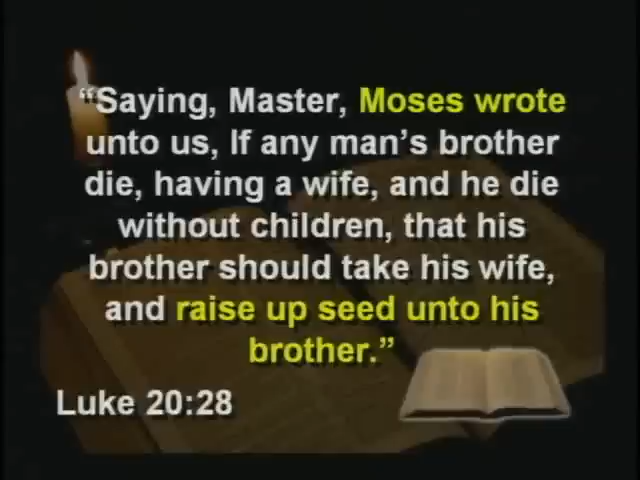 “Saying, Master, Moses wrote
unto us, If any man’s brother
die, having a wife, and he die
without children, that his
brother should take his wife,
and raise up seed unto his
brother.”
Luke 20:28